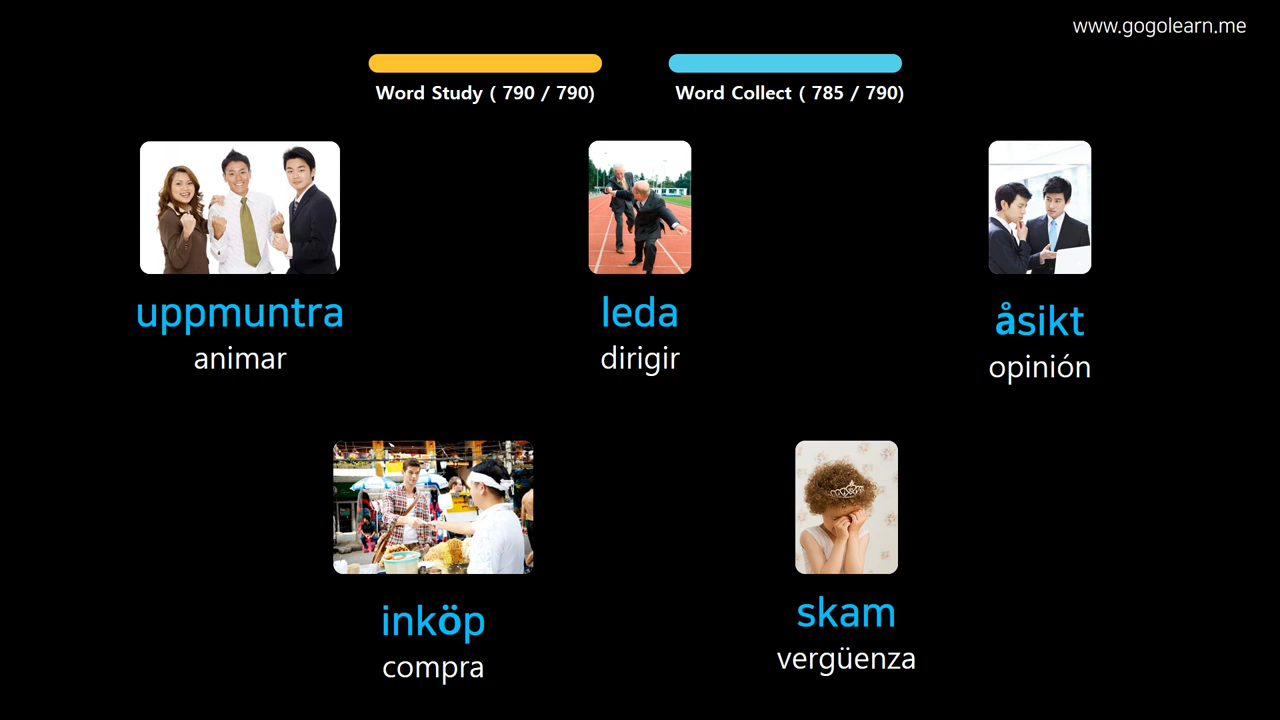 www.gogolearn.me
Word Study ( 790 / 790)
Word Collect ( 785 / 790)
uppmuntra
animar
leda
dirigir
åsikt
opinión
inköp
compra
skam
vergüenza